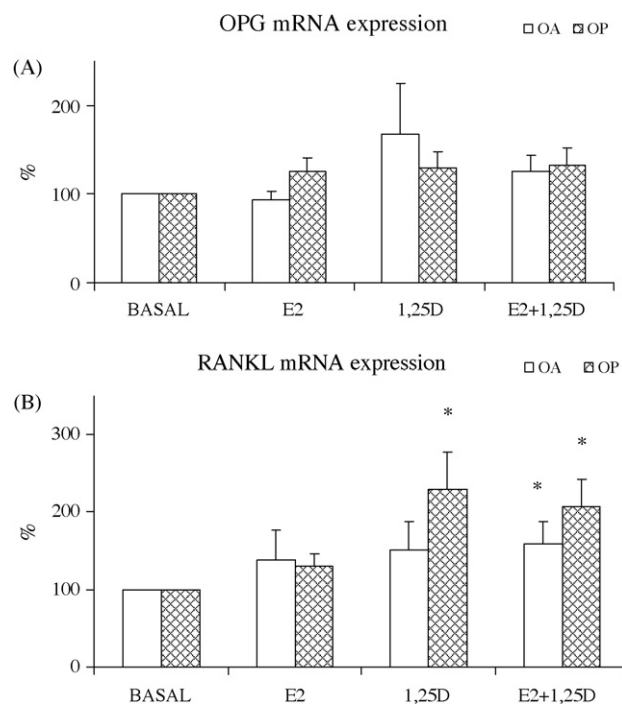 OPG mRNA expression
OA OP
(A)
200
100
0
%
BASAL E2 1,25D E2+1,25D
RANKL mRNA expression
OA OP
(B)
300
200
100
0
%
* * *
BASAL E2 1,25D E2+1,25D